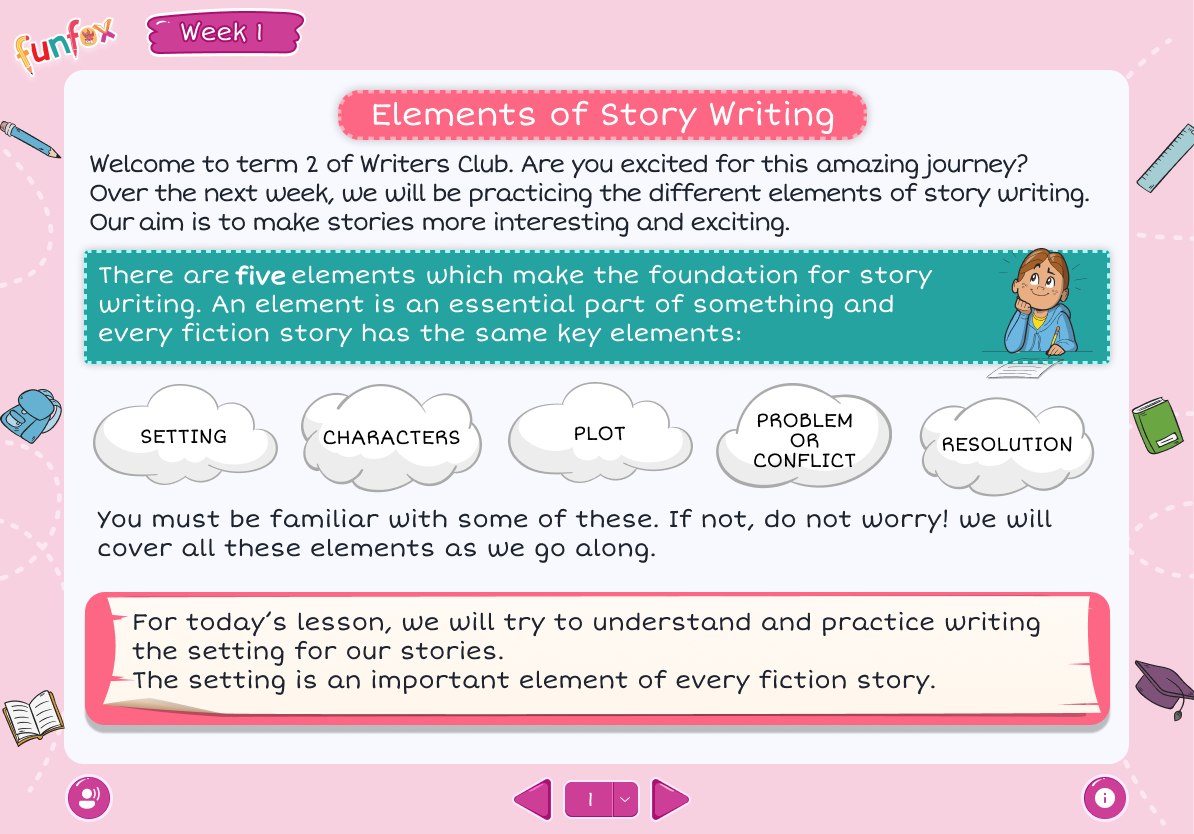 funfox
Week 1
Elements of Story Writing
Welcome to term 2 of Writers Club. Are you excited for this amazing journey?
Over the next week, we will be practicing the different elements of story writing.
Our aim is to make stories more interesting and exciting.
There are five elements which make the foundation for story
writing. An element is an essential part of something and
every fiction story has the same key elements:
SETTING
CHARACTERS
PLOT
PROBLEM
OR
CONFLICT
RESOLUTION
You must be familiar with some of these. If not, do not worry! we will
cover all these elements as we go along.
For today's lesson, we will try to understand and practice writing
the setting for our stories.
The setting is an important element of every fiction story.
1